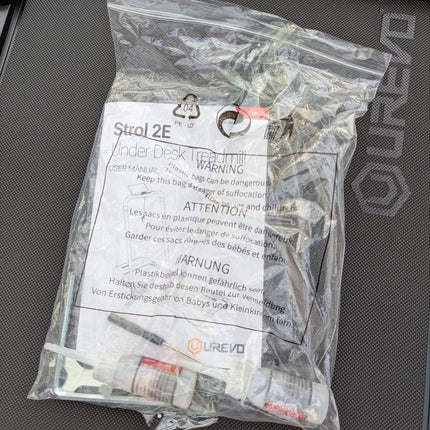 UREVO
04
PE-LD
Strol 2E
Under Desk Treadmill
USER MANUAL
WARNING
Plastic bags can be dangerous.
Keep this bag away from babies and children
danger of suffocation
ATTENTION
Les sacs en plastique peuvent être dangereux.
Pour éviter le danger de suffocation,
Garder ces sacs éloignés des bébés et enfants
WARNUNG
Plastikbeutel können gefährlich sein
Halten Sie deshalb diesen Beutel zur Vermeidung
Von Erstickungsgefahr von Babys und Kleinkindern fern
UREVO